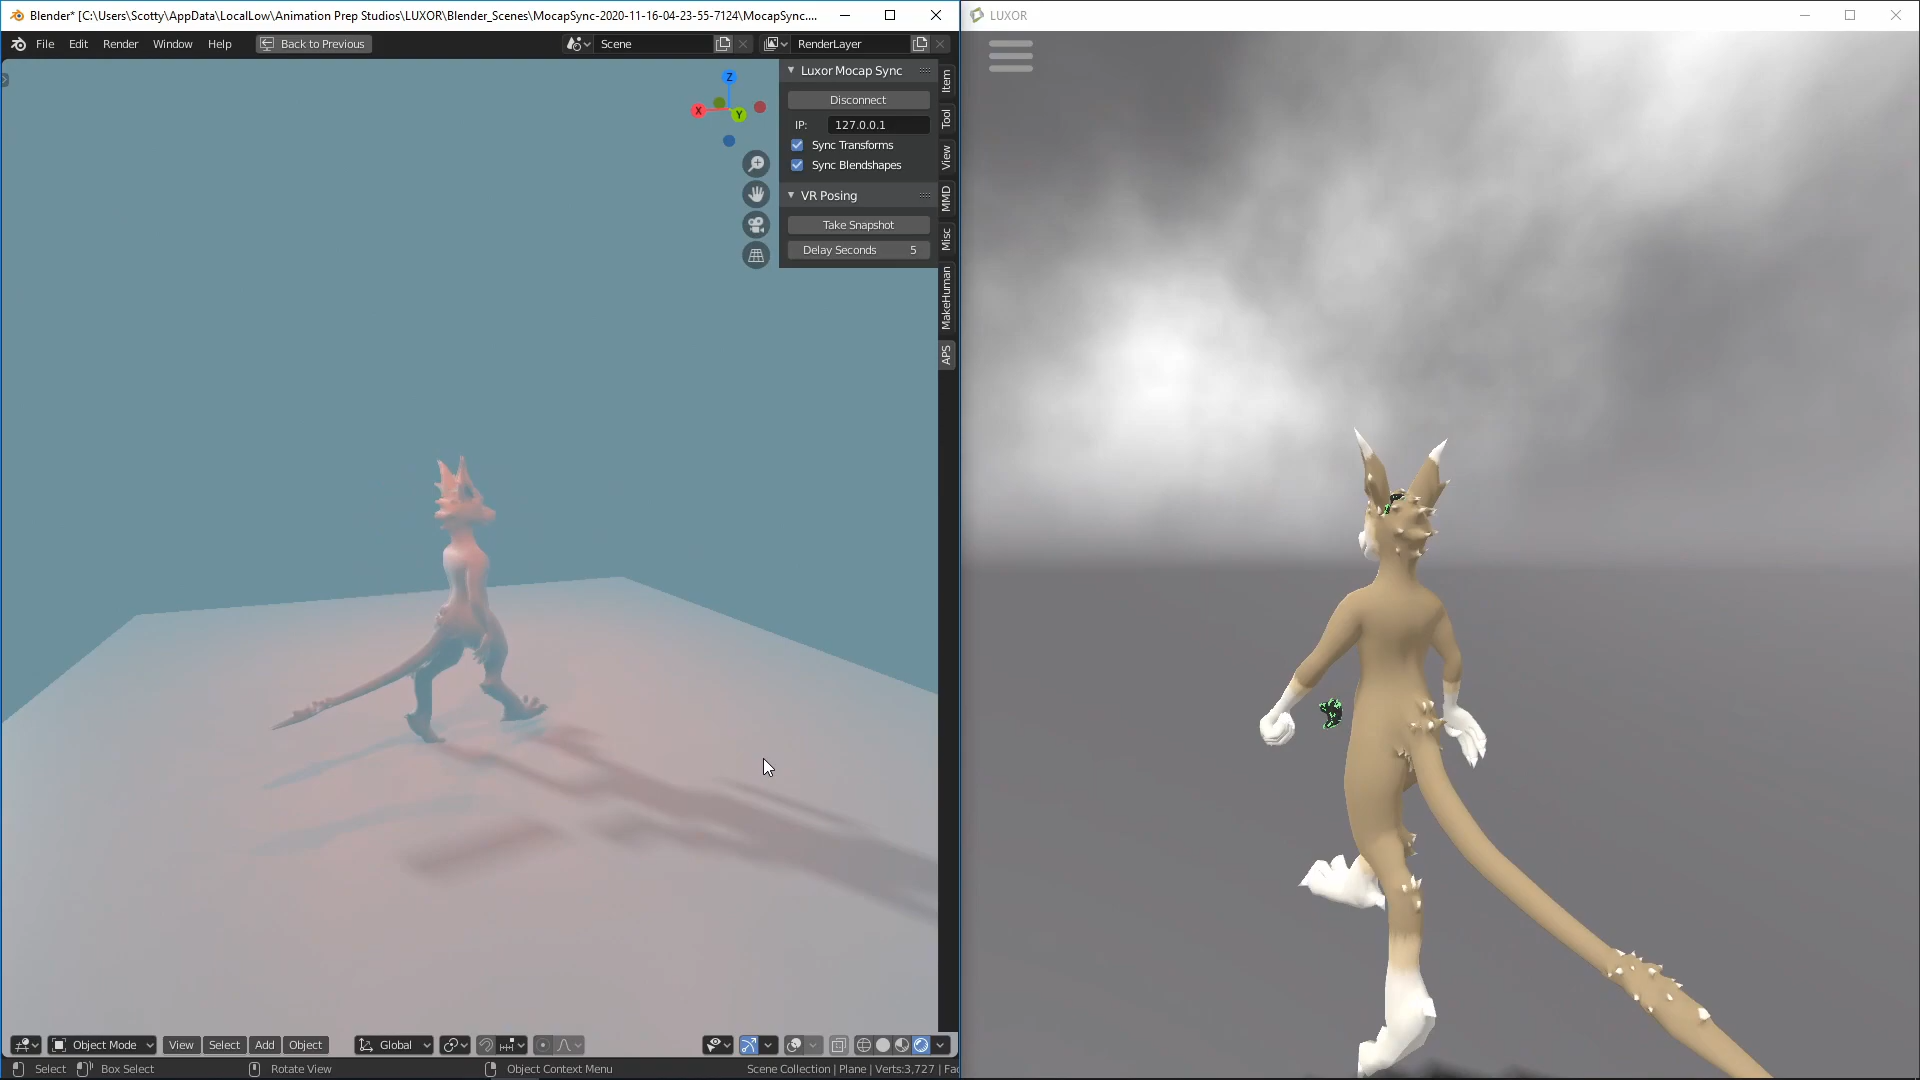 Blender* [C:\Users\Scotty\AppData\LocalLow\Animation Prep Studios\LUXOR\Blender_Scenes\MocapSync-2020-11-16-04-23-55-7124\MocapSync....
LUXOR
File Edit Render Window Help Back to Previous Scene RenderLayer
Luxor Mocap Sync
Disconnect
IP: 127.0.0.1
Sync Transforms
Sync Blendshapes
VR Posing
Take Snapshot
Delay Seconds 5
Item
Tool
View
MMD
Misc
MakeHuman
APS
Z
X
Y
Object Mode View Select Add Object Global
Select Box Select Rotate View Object Context Menu Scene Collection | Plane | Verts:3,727 | Fac